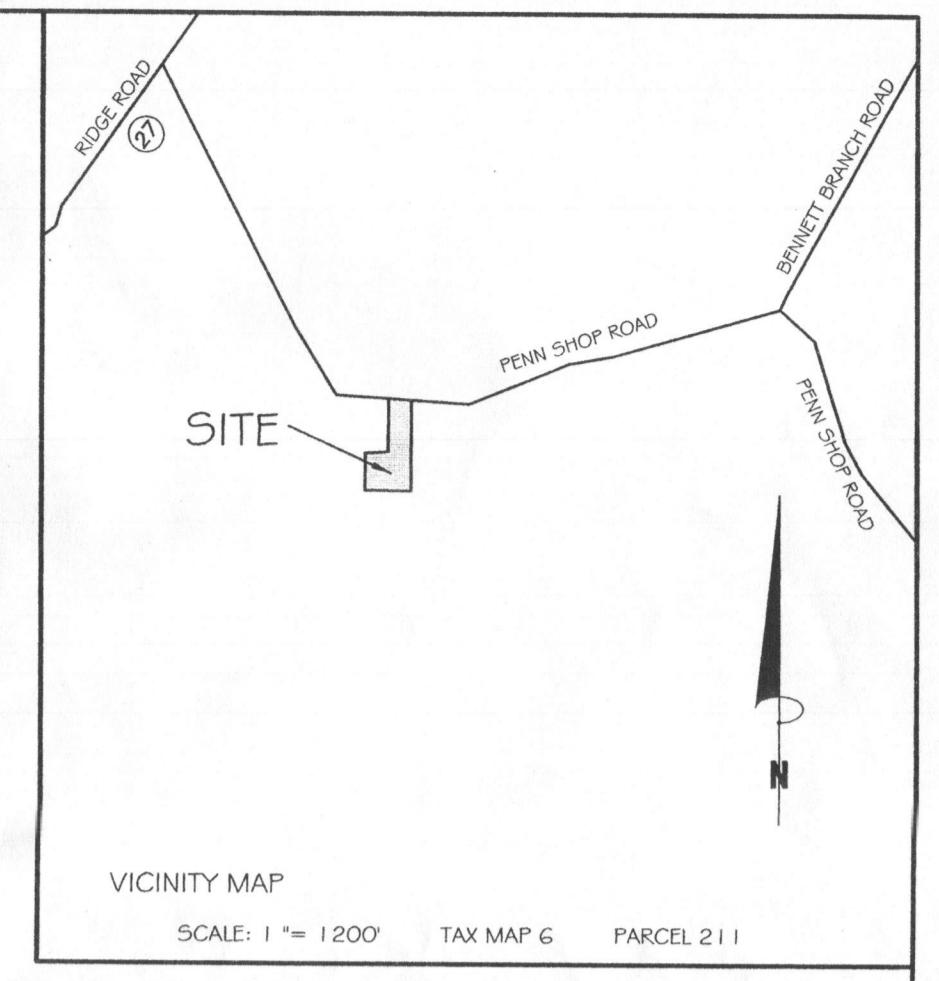 RIDGE ROAD
27
BENNETT BRANCH ROAD
PENN SHOP ROAD
SITE
PENN SHOP ROAD
N
VICINITY MAP
SCALE: 1 "= 1200' TAX MAP 6 PARCEL 211